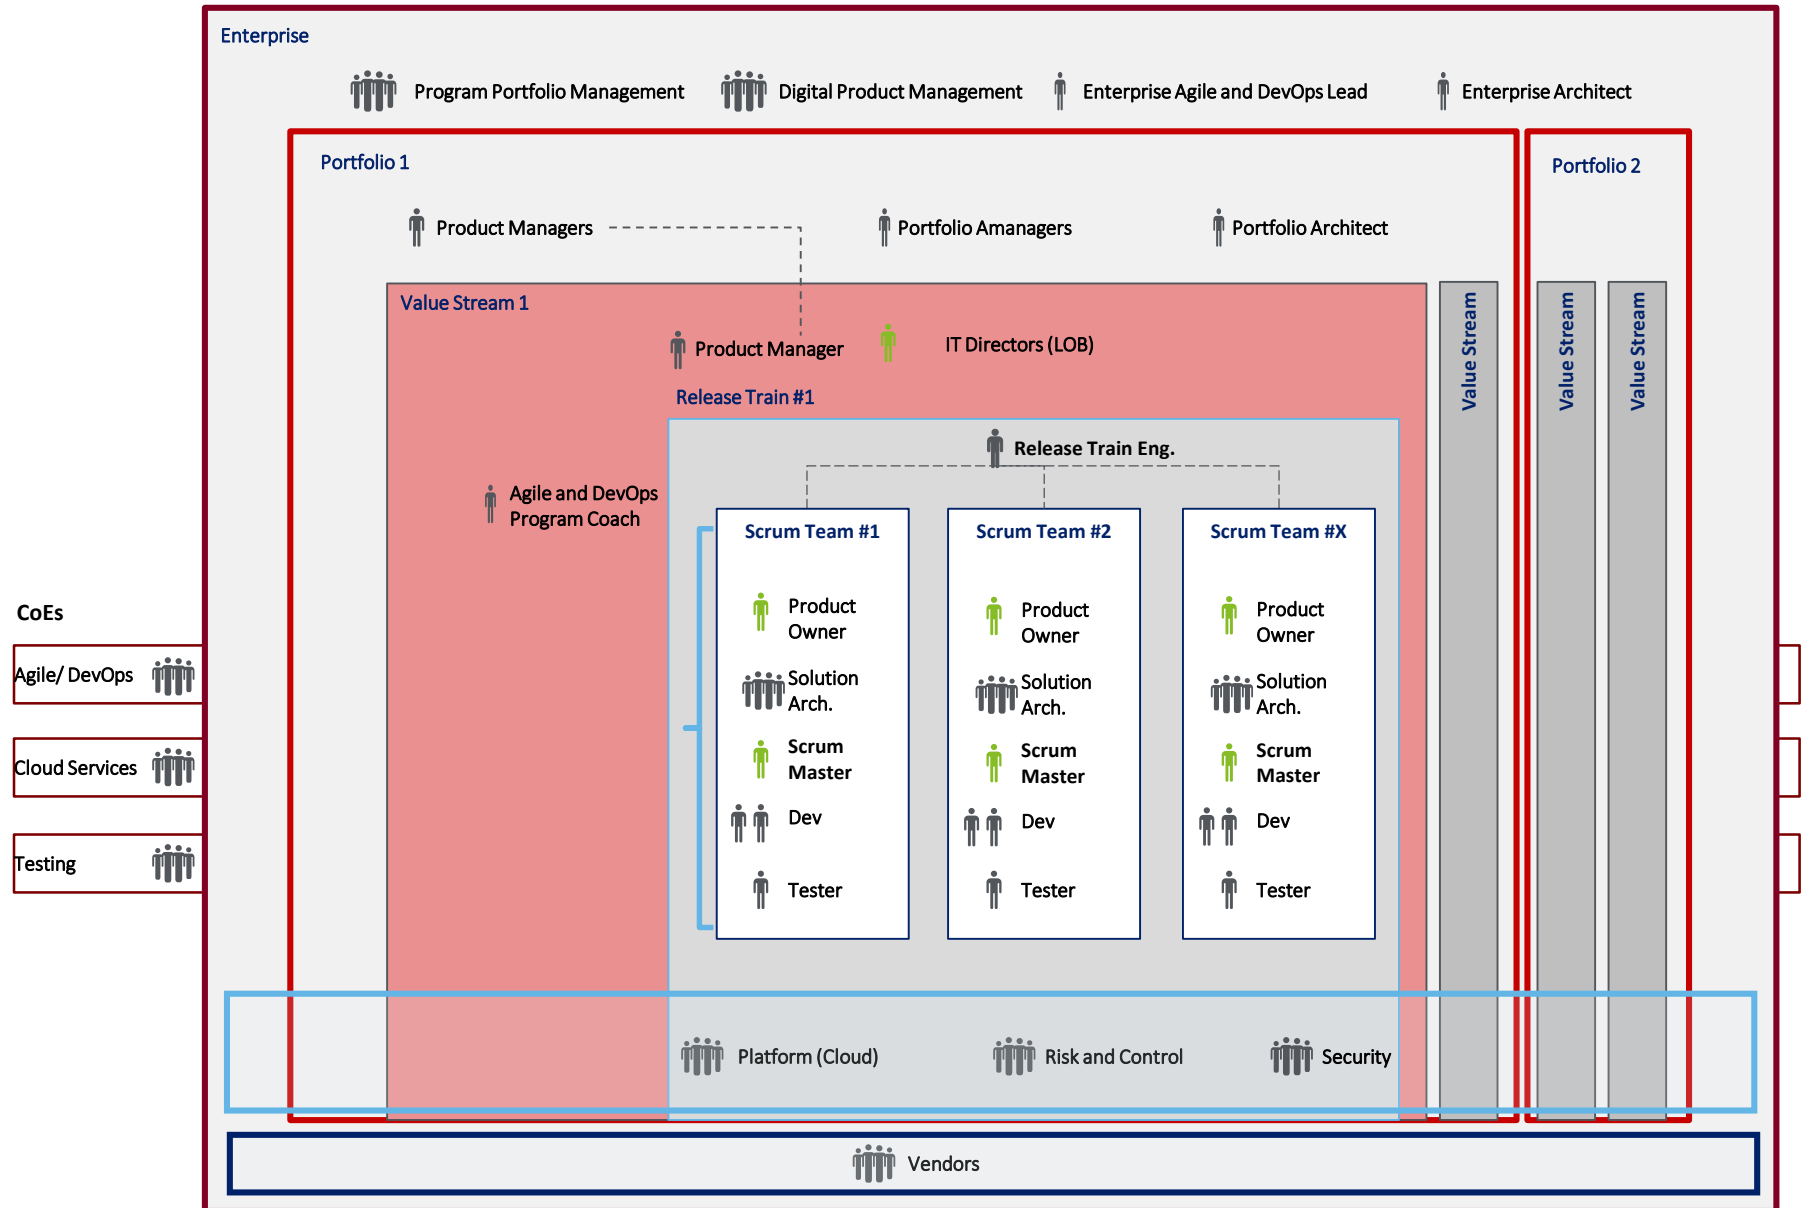 Enterprise
Program Portfolio Management
Digital Product Management
Enterprise Agile and DevOps Lead
Enterprise Architect
Portfolio 1
Portfolio 2
Product Managers
Portfolio Amanagers
Portfolio Architect
Value Stream 1
Value Stream
Value Stream
Value Stream
Product Manager
IT Directors (LOB)
Release Train #1
Release Train Eng.
Agile and DevOps
Program Coach
Scrum Team #1
Product
Owner
Solution
Arch.
Scrum
Master
Dev
Tester
Scrum Team #2
Product
Owner
Solution
Arch.
Scrum
Master
Dev
Tester
Scrum Team #X
Product
Owner
Solution
Arch.
Scrum
Master
Dev
Tester
CoEs
Agile/ DevOps
Cloud Services
Testing
Platform (Cloud)
Risk and Control
Security
Vendors